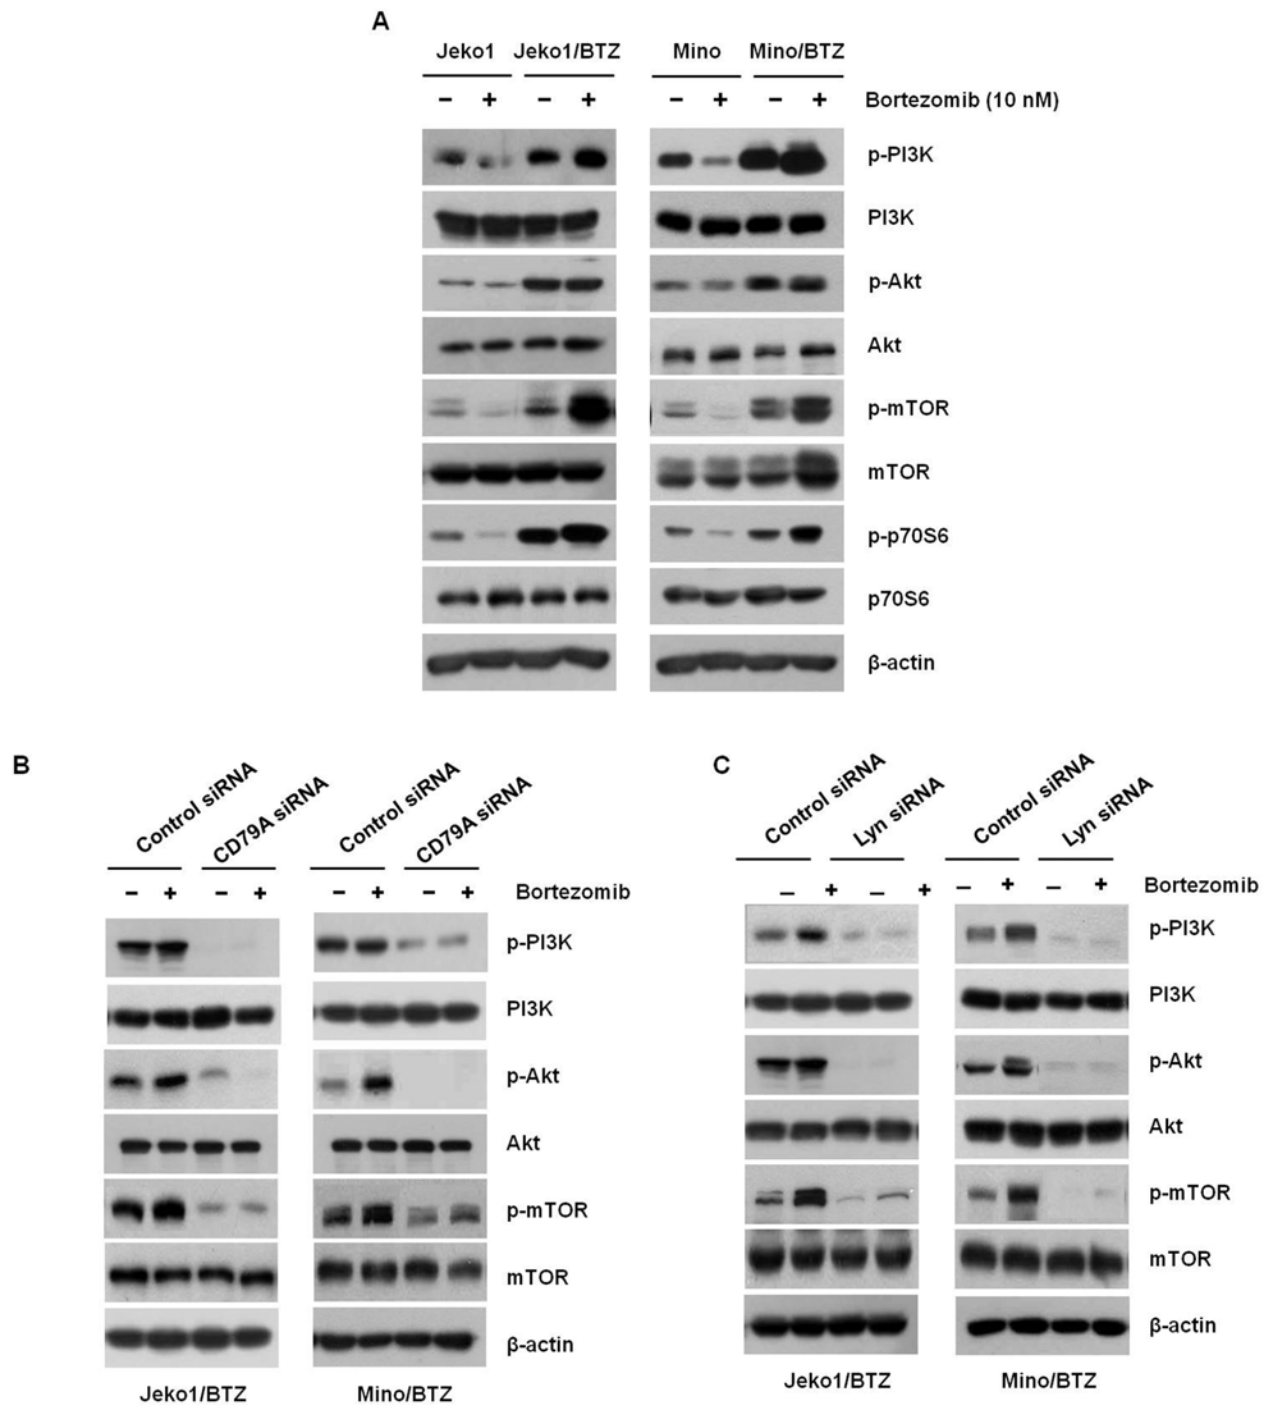 A
Jeko1 Jeko1/BTZ Mino Mino/BTZ
− + − + − + − + Bortezomib (10 nM)
p-PI3K
PI3K
p-Akt
Akt
p-mTOR
mTOR
p-p70S6
p70S6
β-actin
B
Control siRNA CD79A siRNA Control siRNA CD79A siRNA
− + − + − + − + Bortezomib
p-PI3K
PI3K
p-Akt
Akt
p-mTOR
mTOR
β-actin
Jeko1/BTZ Mino/BTZ
C
Control siRNA Lyn siRNA Control siRNA Lyn siRNA
− + − + − + − + Bortezomib
p-PI3K
PI3K
p-Akt
Akt
p-mTOR
mTOR
β-actin
Jeko1/BTZ Mino/BTZ